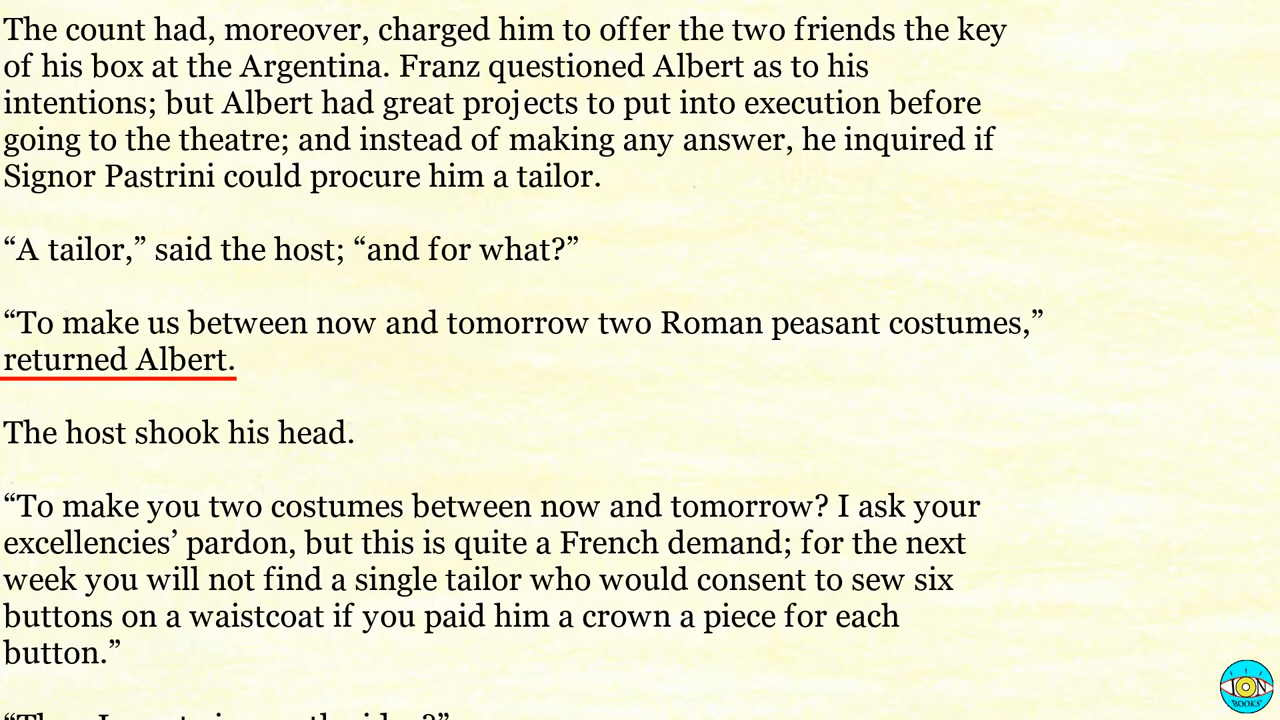 The count had, moreover, charged him to offer the two friends the key
of his box at the Argentina. Franz questioned Albert as to his
intentions; but Albert had great projects to put into execution before
going to the theatre; and instead of making any answer, he inquired if
Signor Pastrini could procure him a tailor.
“A tailor,” said the host; “and for what?”
“To make us between now and tomorrow two Roman peasant costumes,”
returned Albert.
The host shook his head.
“To make you two costumes between now and tomorrow? I ask your
excellencies’ pardon, but this is quite a French demand; for the next
week you will not find a single tailor who would consent to sew six
buttons on a waistcoat if you paid him a crown a piece for each
button.”
ION
BOOKS